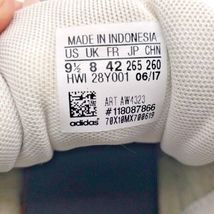 MADE IN INDONESIA
US UK FR JP CHN
9½ 8 42 265 260
HWI 28Y001 06/17
ART AW4323
#118087866
adidas 70X10MX700619